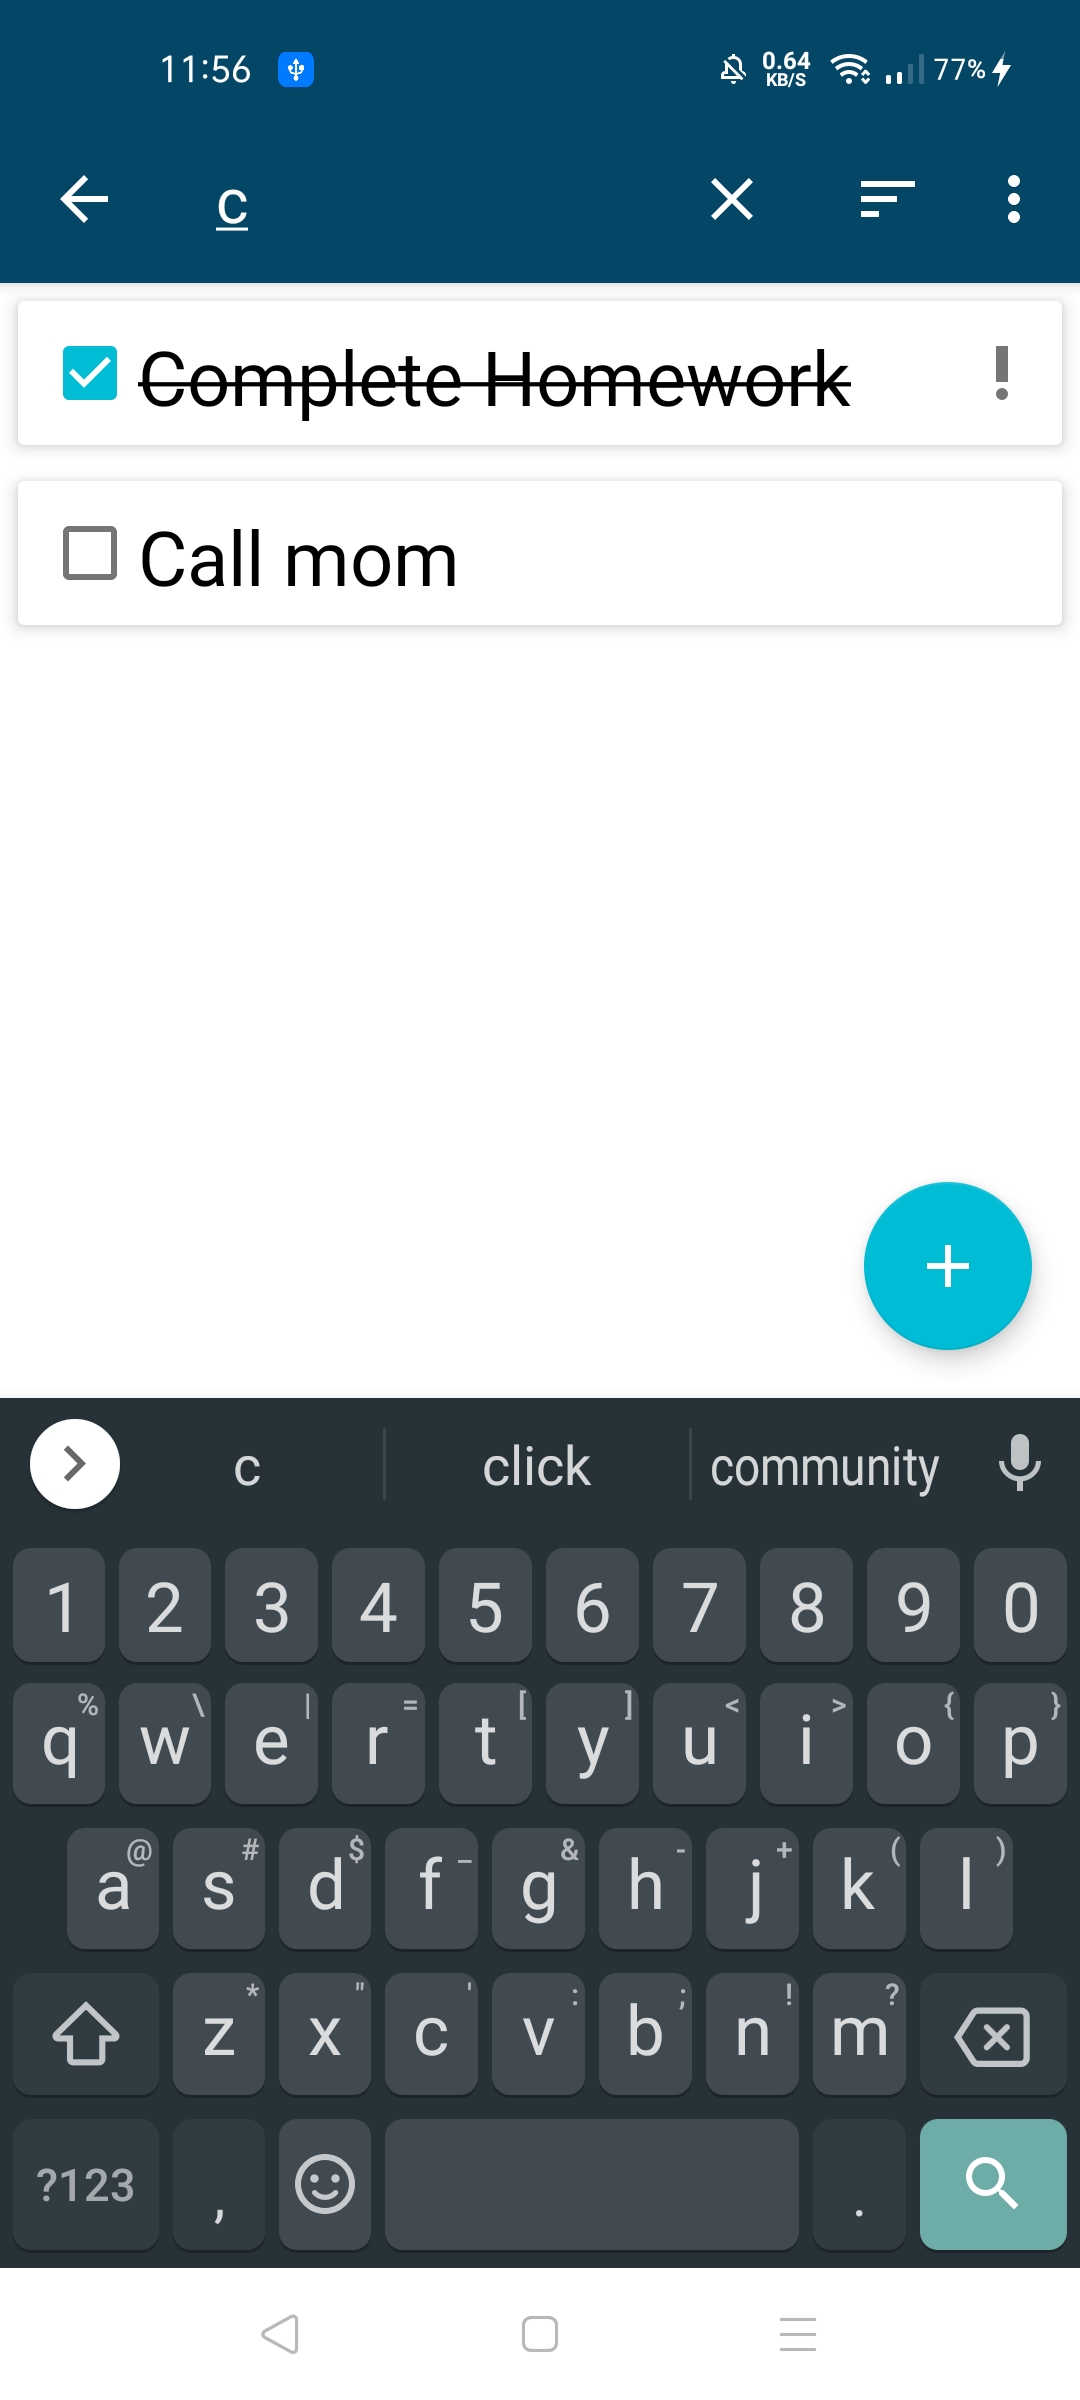 11:56 0.64 KB/S 77%
c
Complete Homework
Call mom
c click community
1 2 3 4 5 6 7 8 9 0
q % w \ e | r = t [ y ] u < i > o { p }
a @ s # d $ f _ g & h - j + k ( l )
z * x " c ' v : b ; n ! m ?
?123 , .